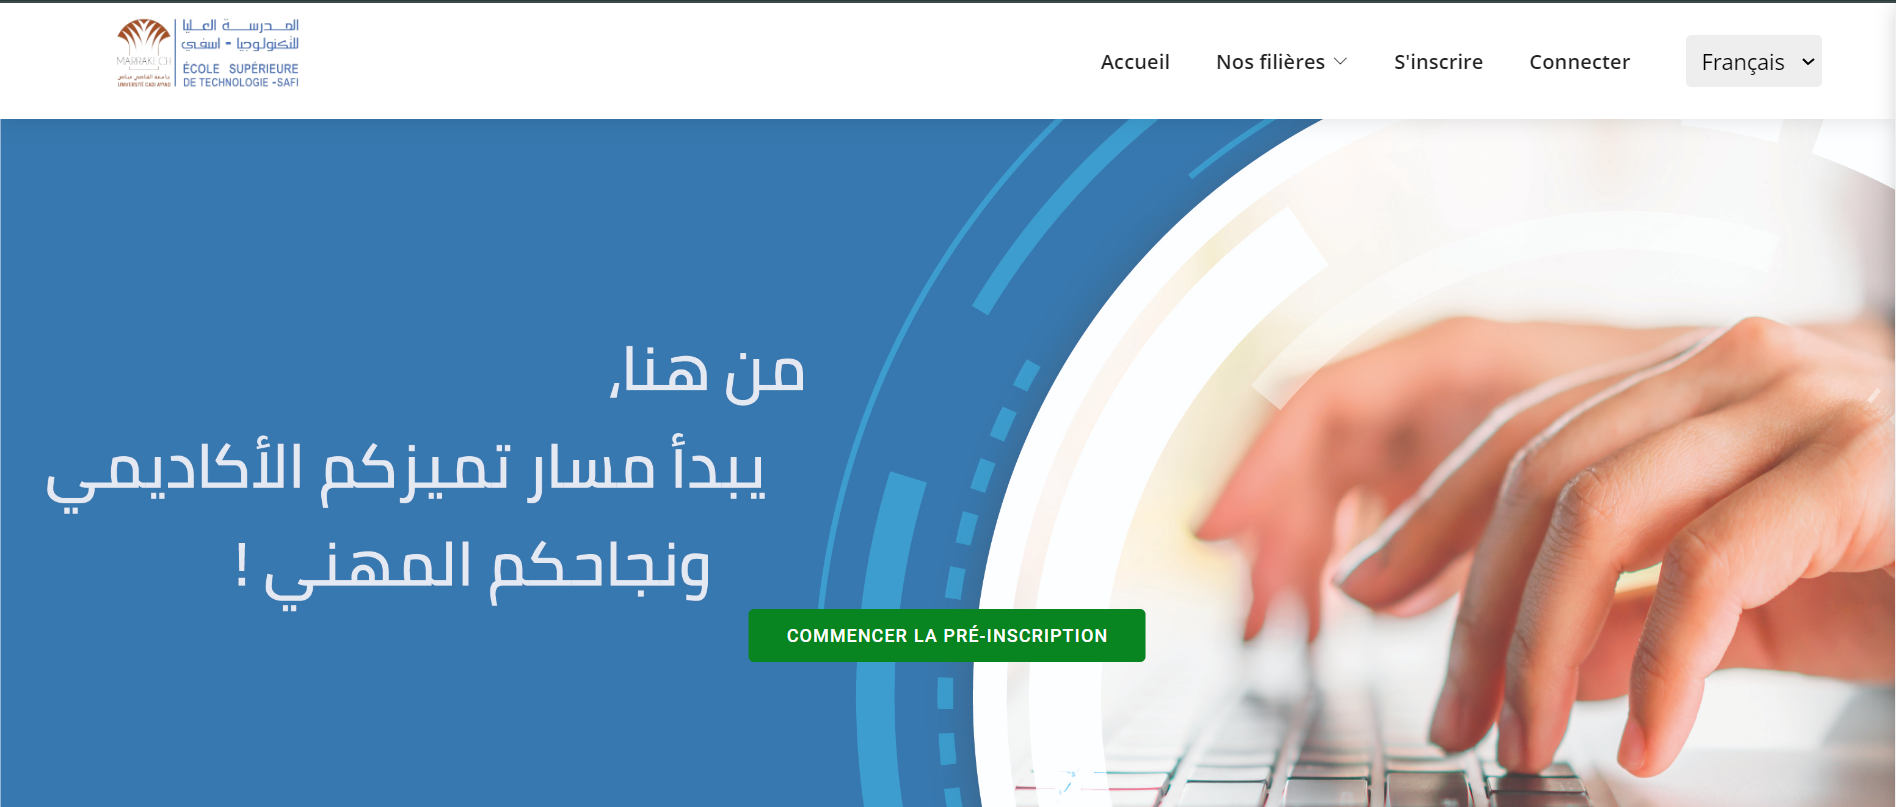 المدرسة العليا
للتكنولوجيا - اسفي
MARRAKECH
جامعة القاضي عياض
UNIVERSITÉ CADI AYYAD
ÉCOLE SUPÉRIEURE
DE TECHNOLOGIE -SAFI
Accueil
Nos filières
S'inscrire
Connecter
Français
من هنا,
يبدأ مسار تميزكم الأكاديمي
ونجاحكم المهني !
COMMENCER LA PRÉ-INSCRIPTION